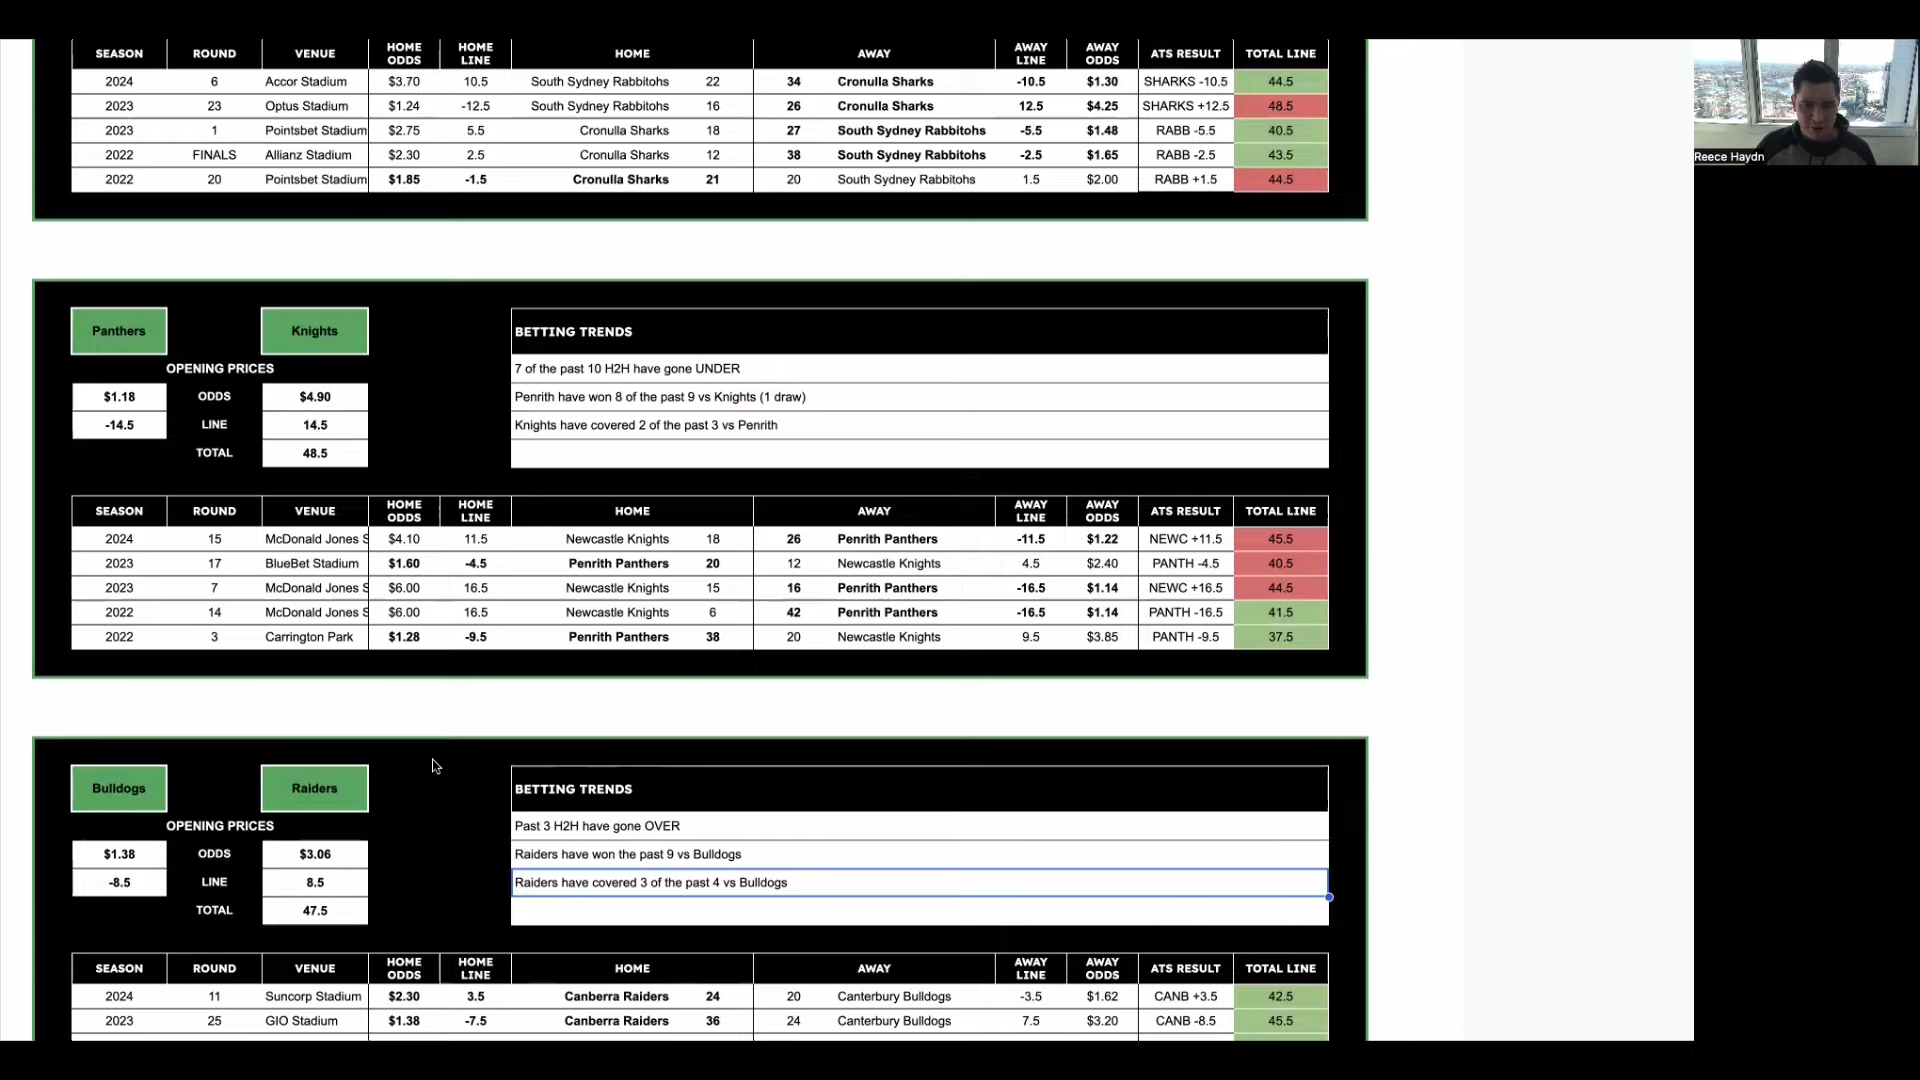 SEASON ROUND VENUE HOME ODDS HOME LINE HOME AWAY AWAY LINE AWAY ODDS ATS RESULT TOTAL LINE
2024 6 Accor Stadium $3.70 10.5 South Sydney Rabbitohs 22 34 Cronulla Sharks -10.5 $1.30 SHARKS -10.5 44.5
2023 23 Optus Stadium $1.24 -12.5 South Sydney Rabbitohs 16 26 Cronulla Sharks 12.5 $4.25 SHARKS +12.5 48.5
2023 1 Pointsbet Stadium $2.75 5.5 Cronulla Sharks 18 27 South Sydney Rabbitohs -5.5 $1.48 RABB -5.5 40.5
2022 FINALS Allianz Stadium $2.30 2.5 Cronulla Sharks 12 38 South Sydney Rabbitohs -2.5 $1.65 RABB -2.5 43.5
2022 20 Pointsbet Stadium $1.85 -1.5 Cronulla Sharks 21 20 South Sydney Rabbitohs 1.5 $2.00 RABB +1.5 44.5
Reece Haydn
Panthers Knights
OPENING PRICES
$1.18 ODDS $4.90
-14.5 LINE 14.5
TOTAL 48.5
BETTING TRENDS
7 of the past 10 H2H have gone UNDER
Penrith have won 8 of the past 9 vs Knights (1 draw)
Knights have covered 2 of the past 3 vs Penrith
SEASON ROUND VENUE HOME ODDS HOME LINE HOME AWAY AWAY LINE AWAY ODDS ATS RESULT TOTAL LINE
2024 15 McDonald Jones S $4.10 11.5 Newcastle Knights 18 26 Penrith Panthers -11.5 $1.22 NEWC +11.5 45.5
2023 17 BlueBet Stadium $1.60 -4.5 Penrith Panthers 20 12 Newcastle Knights 4.5 $2.40 PANTH -4.5 40.5
2023 7 McDonald Jones S $6.00 16.5 Newcastle Knights 15 16 Penrith Panthers -16.5 $1.14 NEWC +16.5 44.5
2022 14 McDonald Jones S $6.00 16.5 Newcastle Knights 6 42 Penrith Panthers -16.5 $1.14 PANTH -16.5 41.5
2022 3 Carrington Park $1.28 -9.5 Penrith Panthers 38 20 Newcastle Knights 9.5 $3.85 PANTH -9.5 37.5
Bulldogs Raiders
OPENING PRICES
$1.38 ODDS $3.06
-8.5 LINE 8.5
TOTAL 47.5
BETTING TRENDS
Past 3 H2H have gone OVER
Raiders have won the past 9 vs Bulldogs
Raiders have covered 3 of the past 4 vs Bulldogs
SEASON ROUND VENUE HOME ODDS HOME LINE HOME AWAY AWAY LINE AWAY ODDS ATS RESULT TOTAL LINE
2024 11 Suncorp Stadium $2.30 3.5 Canberra Raiders 24 20 Canterbury Bulldogs -3.5 $1.62 CANB +3.5 42.5
2023 25 GIO Stadium $1.38 -7.5 Canberra Raiders 36 24 Canterbury Bulldogs 7.5 $3.20 CANB -8.5 45.5